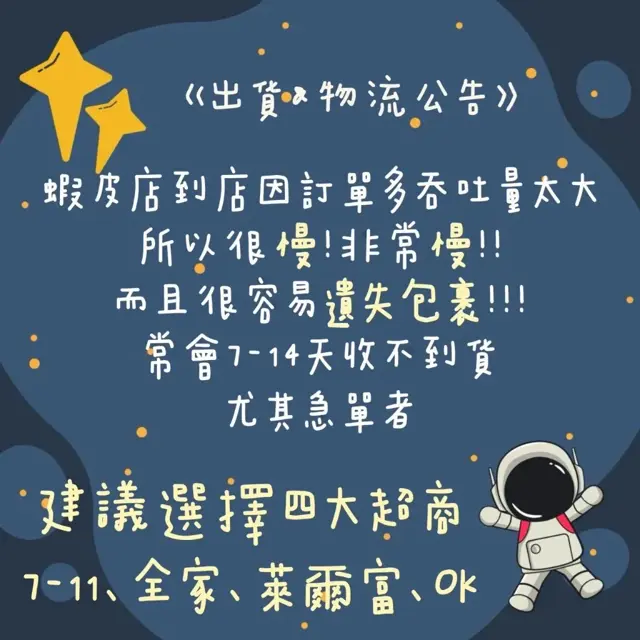 《出貨&物流公告》
蝦皮店到店因訂單多吞吐量太大
所以很慢!非常慢!!
而且很容易遺失包裹!!!
常會7-14天收不到貨
尤其急單者
建議選擇四大超商
7-11、全家、萊爾富、OK